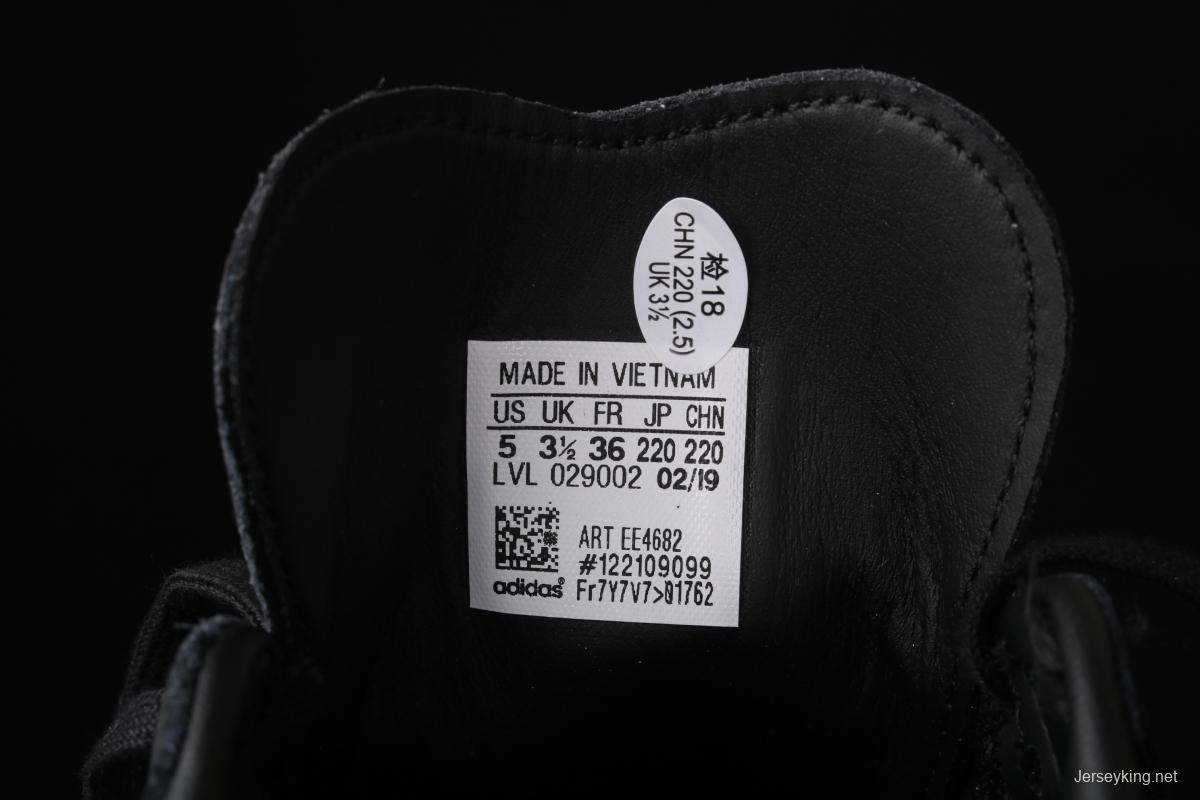 检18
CHN 220 (2.5)
UK 3½
MADE IN VIETNAM
US UK FR JP CHN
5 3½ 36 220 220
LVL 029002 02/19
ART EE4682
#122109099
adidas® Fr7Y7V7>01762
Jerseyking.net